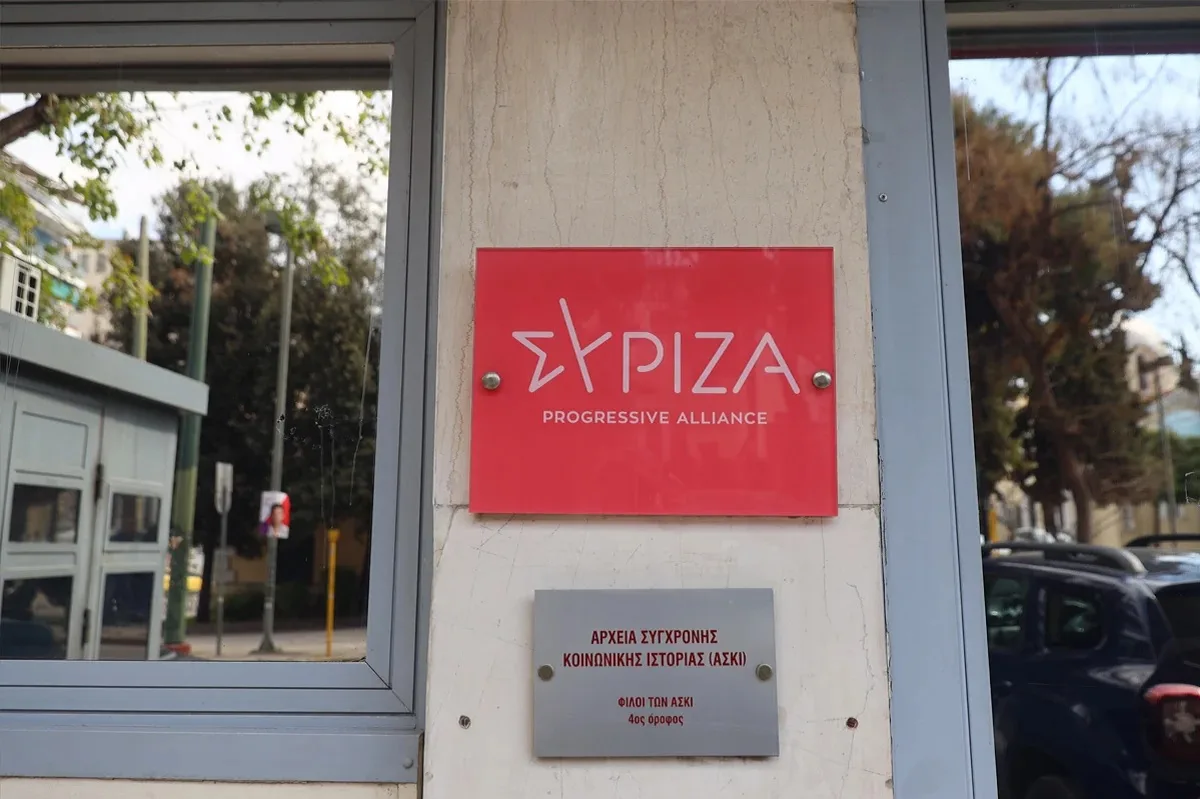 ΣΥΡΙΖΑ
PROGRESSIVE ALLIANCE
ΑΡΧΕΙΑ ΣΥΓΧΡΟΝΗΣ
ΚΟΙΝΩΝΙΚΗΣ ΙΣΤΟΡΙΑΣ (ΑΣΚΙ)
ΦΙΛΟΙ ΤΩΝ ΑΣΚΙ
4ος όροφος